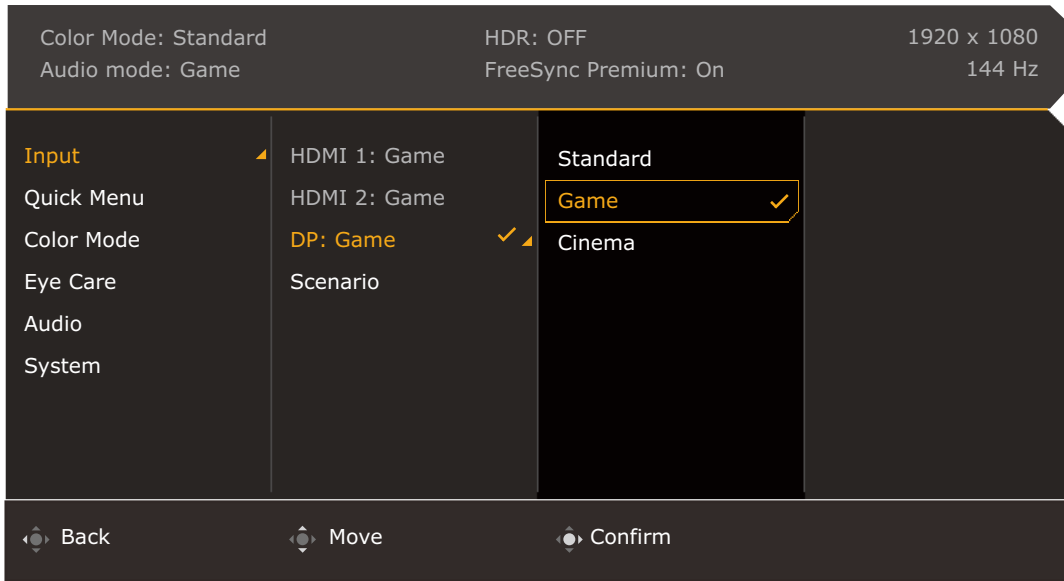 Color Mode: Standard
Audio mode: Game
HDR: OFF
FreeSync Premium: On
1920 x 1080
144 Hz
Input
Quick Menu
Color Mode
Eye Care
Audio
System
HDMI 1: Game
HDMI 2: Game
DP: Game
Scenario
Standard
Game
Cinema
Back
Move
Confirm